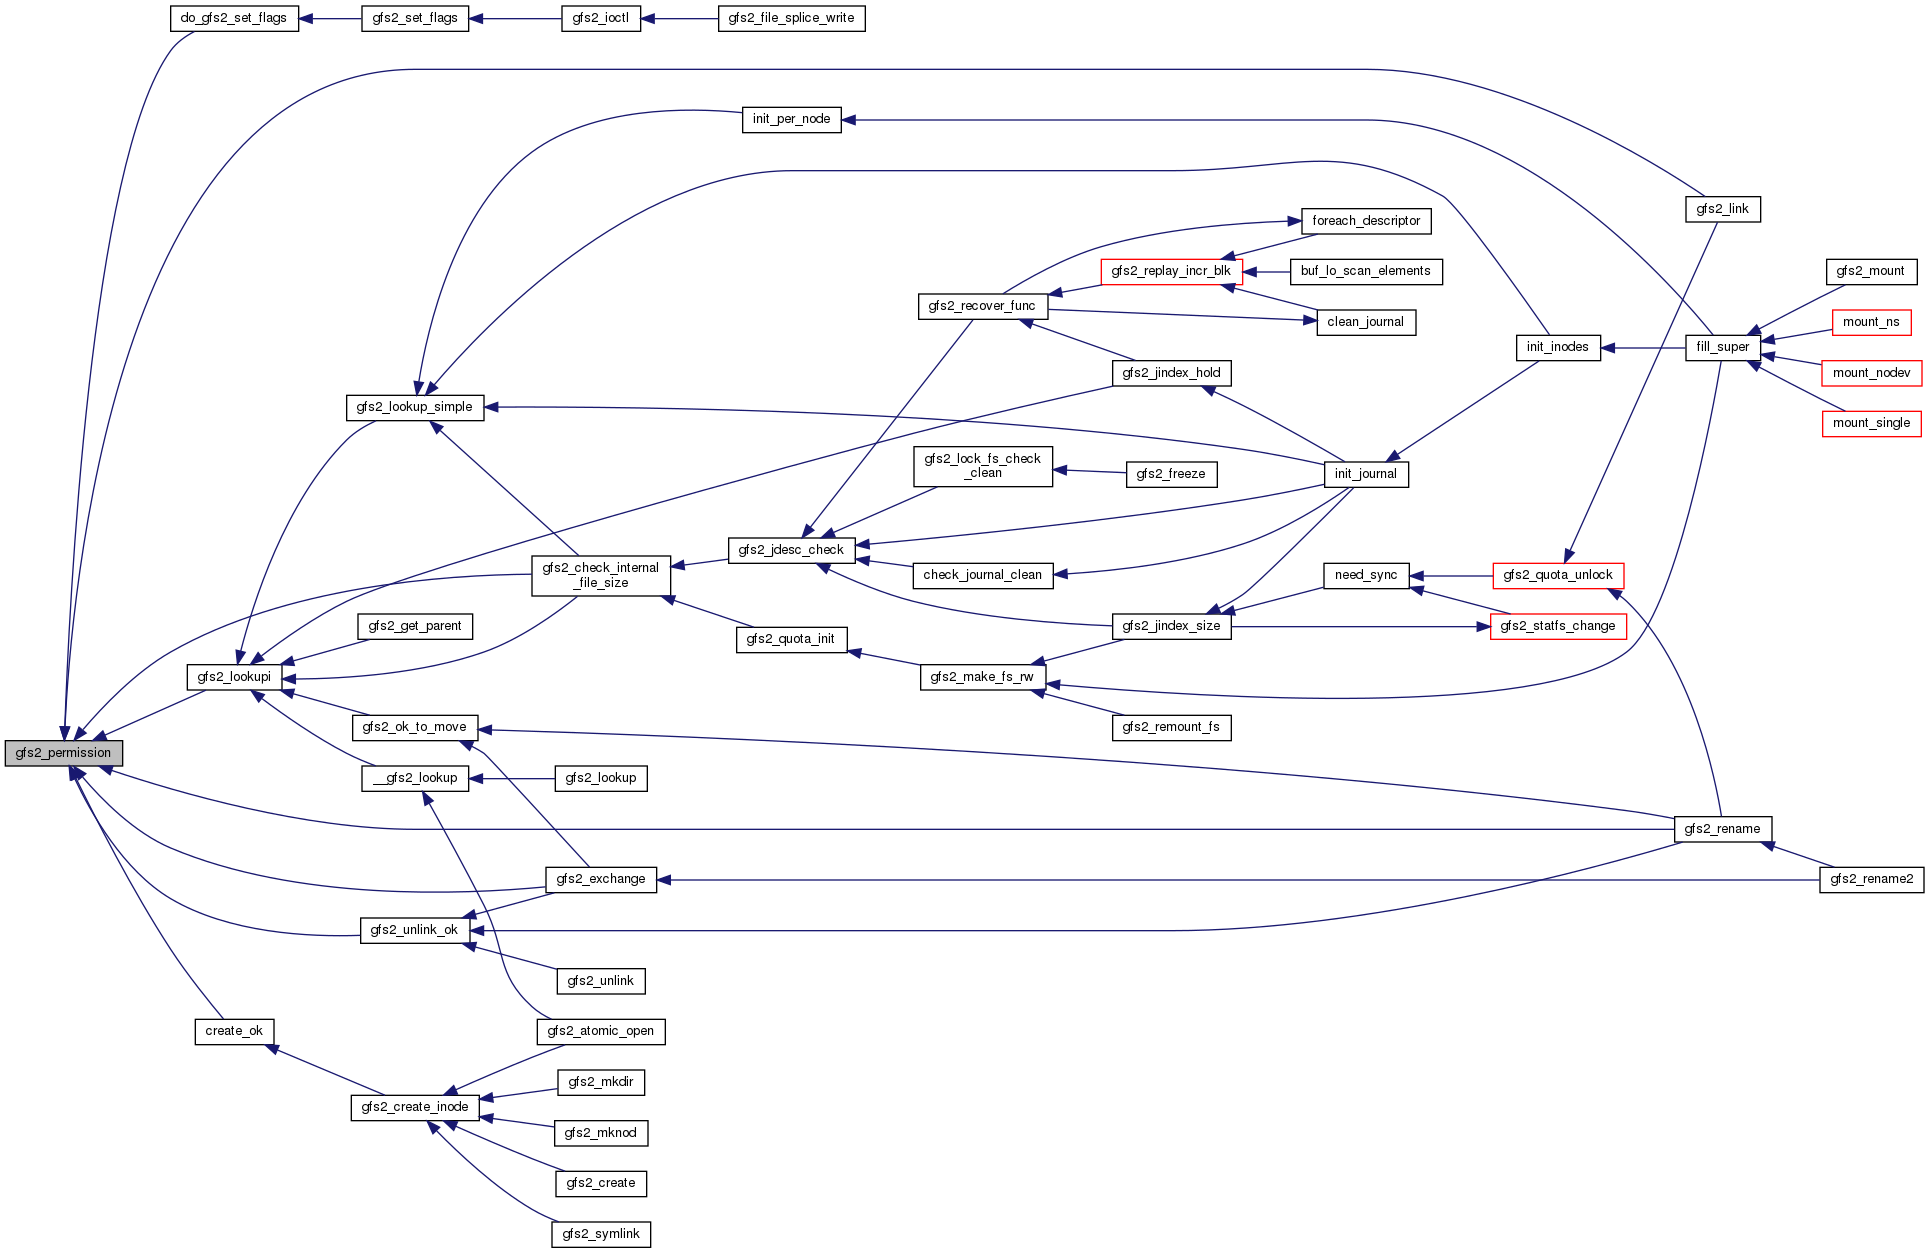 do_gfs2_set_flags
gfs2_set_flags
gfs2_ioctl
gfs2_file_splice_write
init_per_node
gfs2_link
foreach_descriptor
gfs2_replay_incr_blk
buf_lo_scan_elements
gfs2_mount
gfs2_recover_func
clean_journal
mount_ns
init_inodes
fill_super
gfs2_jindex_hold
mount_nodev
gfs2_lookup_simple
mount_single
gfs2_lock_fs_check
_clean
gfs2_freeze
init_journal
gfs2_jdesc_check
gfs2_check_internal
_file_size
check_journal_clean
need_sync
gfs2_quota_unlock
gfs2_get_parent
gfs2_quota_init
gfs2_jindex_size
gfs2_statfs_change
gfs2_lookupi
gfs2_make_fs_rw
gfs2_ok_to_move
gfs2_remount_fs
gfs2_permission
__gfs2_lookup
gfs2_lookup
gfs2_rename
gfs2_exchange
gfs2_rename2
gfs2_unlink_ok
gfs2_unlink
create_ok
gfs2_atomic_open
gfs2_mkdir
gfs2_create_inode
gfs2_mknod
gfs2_create
gfs2_symlink